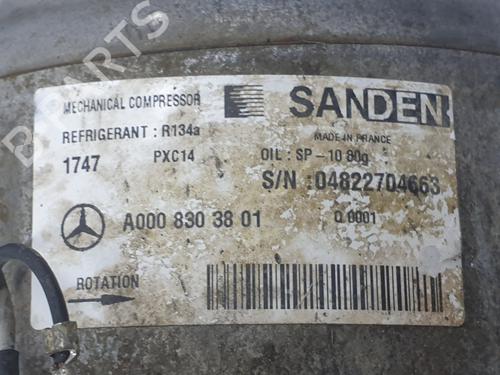 MECHANICAL COMPRESSOR
SANDEN
REFRIGERANT : R134a
MADE IN FRANCE
1747 PXC14
OIL : SP-10 80g
S/N : 04822704663
A000 830 38 01
0.0001
ROTATION